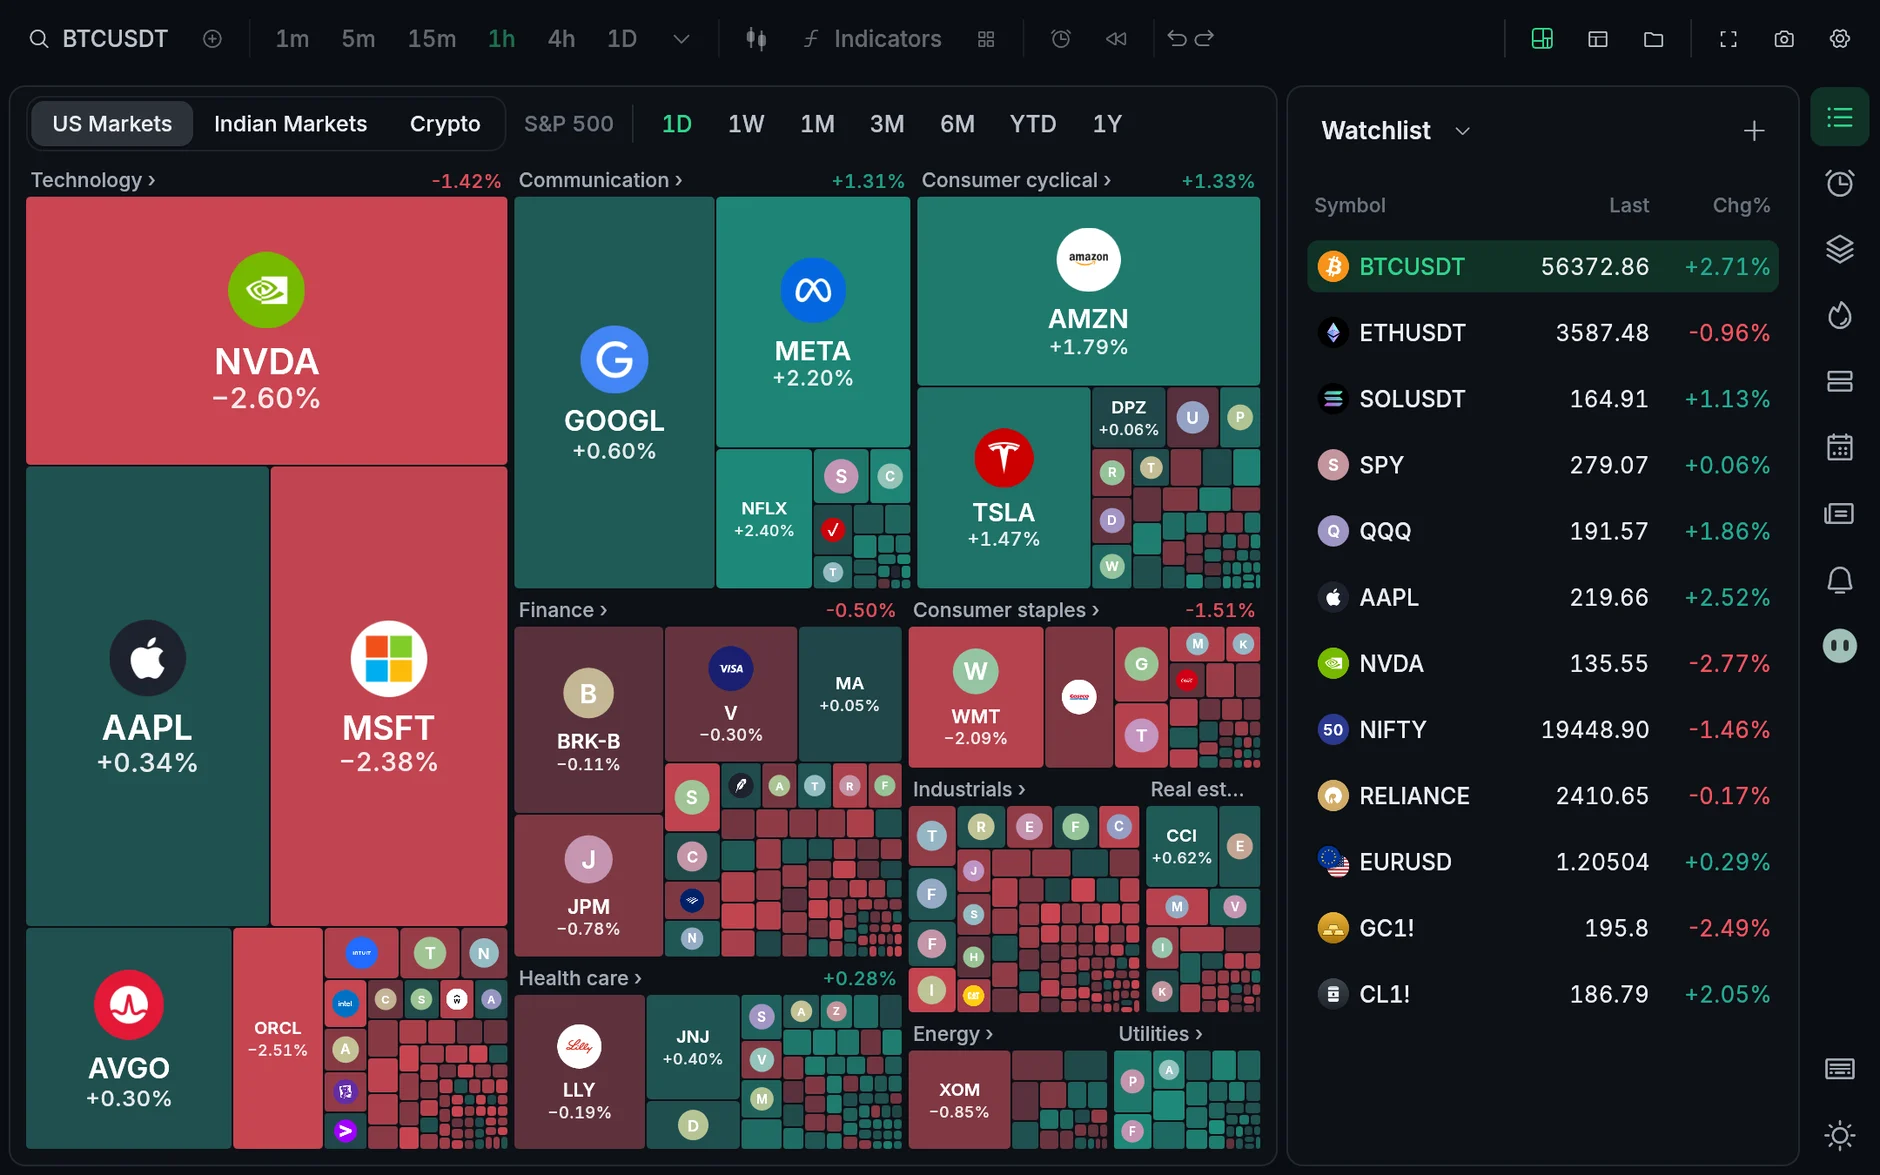 BTCUSDT 1m 5m 15m 1h 4h 1D Indicators
US Markets Indian Markets Crypto S&P 500 1D 1W 1M 3M 6M YTD 1Y
Technology › -1.42%
NVDA
−2.60%
AAPL
+0.34%
MSFT
−2.38%
AVGO
+0.30%
ORCL
−2.51%
INTUIT
T
N
intel
C
S
A
A
Communication › +1.31%
G
GOOGL
+0.60%
META
+2.20%
NFLX
+2.40%
S
C
T
Consumer cyclical › +1.33%
amazon
AMZN
+1.79%
TSLA
+1.47%
DPZ
+0.06%
U
P
R
T
D
W
Finance › -0.50%
B
BRK-B
−0.11%
VISA
V
−0.30%
MA
+0.05%
J
JPM
−0.78%
S
A
T
R
F
C
N
Consumer staples › -1.51%
W
WMT
−2.09%
G
M
K
T
Industrials ›
T
R
E
F
C
F
J
S
F
H
I
CAT
Real est...
CCI
+0.62%
E
M
V
I
K
Health care › +0.28%
Lilly
LLY
−0.19%
JNJ
+0.40%
D
S
A
Z
V
M
Energy ›
XOM
−0.85%
Utilities ›
P
A
F
Watchlist
Symbol Last Chg%
BTCUSDT 56372.86 +2.71%
ETHUSDT 3587.48 -0.96%
SOLUSDT 164.91 +1.13%
S SPY 279.07 +0.06%
Q QQQ 191.57 +1.86%
AAPL 219.66 +2.52%
NVDA 135.55 -2.77%
50 NIFTY 19448.90 -1.46%
RELIANCE 2410.65 -0.17%
EURUSD 1.20504 +0.29%
GC1! 195.8 -2.49%
CL1! 186.79 +2.05%